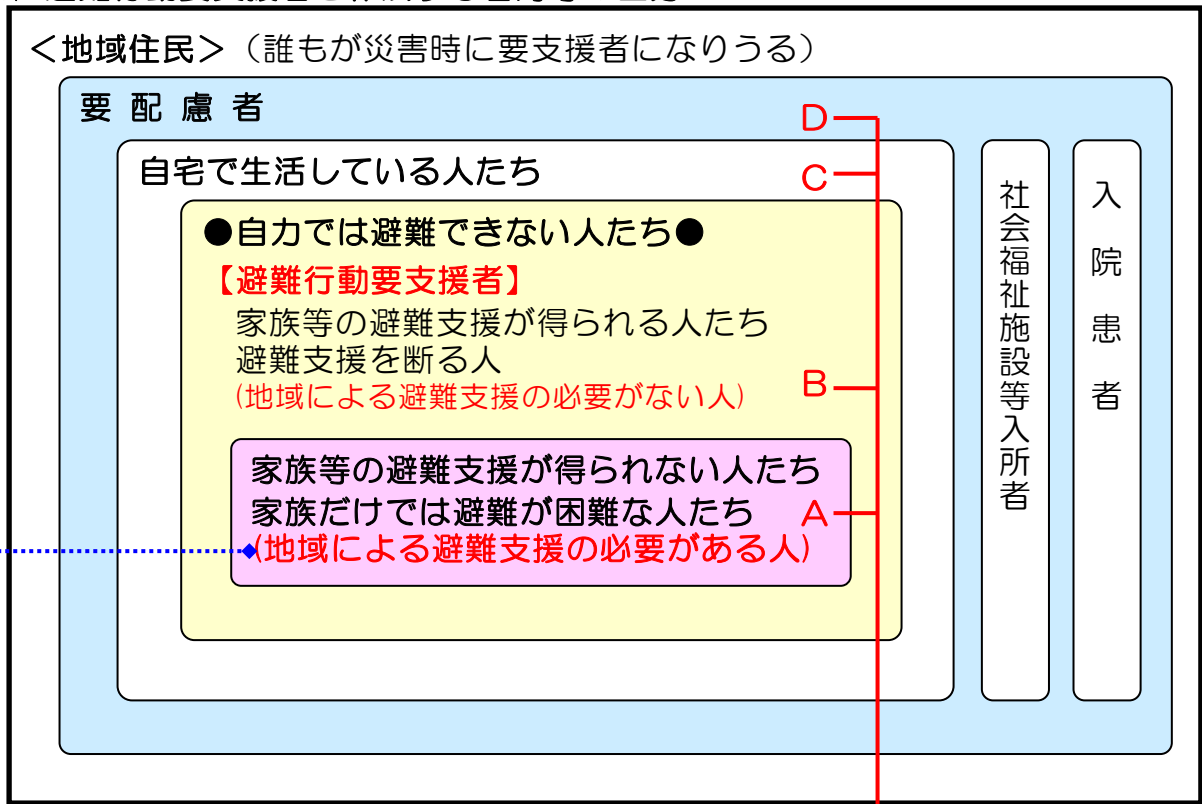 <地域住民>(誰もが災害時に要支援者になりうる)
要配慮者
D
自宅で生活している人たち
C
●自力では避難できない人たち●
【避難行動要支援者】
家族等の避難支援が得られる人たち
避難支援を断る人
(地域による避難支援の必要がない人)
B
家族等の避難支援が得られない人たち
家族だけでは避難が困難な人たち
A
(地域による避難支援の必要がある人)
社会福祉施設等入所者
入院患者